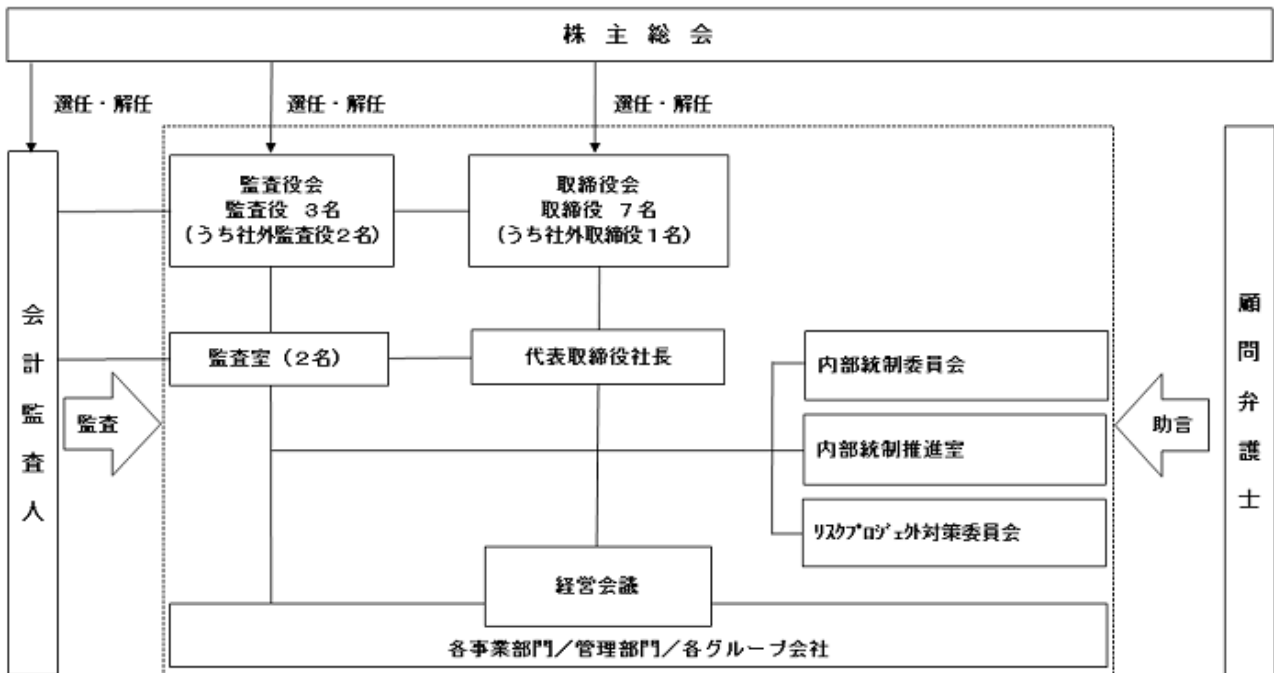 株主総会
選任・解任
選任・解任
選任・解任
監査役会
監査役 3名
(うち社外監査役2名)
取締役会
取締役 7名
(うち社外取締役1名)
会計監査人
顧問弁護士
監査室(2名)
代表取締役社長
内部統制委員会
監査
助言
内部統制推進室
ﾘｽｸﾌﾟﾛｼﾞｪｸﾄ対策委員会
経営会議
各事業部門/管理部門/各グループ会社